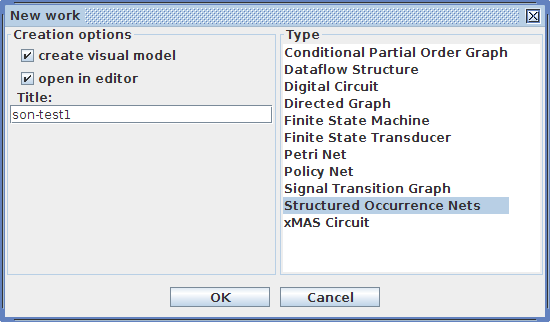 New work
Creation options
create visual model
open in editor
Title:
son-test1
Type
Conditional Partial Order Graph
Dataflow Structure
Digital Circuit
Directed Graph
Finite State Machine
Finite State Transducer
Petri Net
Policy Net
Signal Transition Graph
Structured Occurrence Nets
xMAS Circuit
OK
Cancel